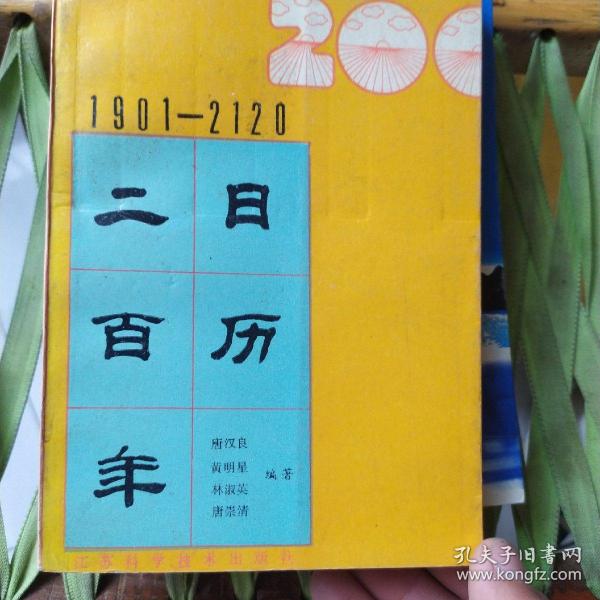 200
1901—2120
二百年
日历
唐汉良
黄明星
林淑英
唐崇清
编著
江苏科学技术出版社
孔夫子旧书网
www.kongfz.com